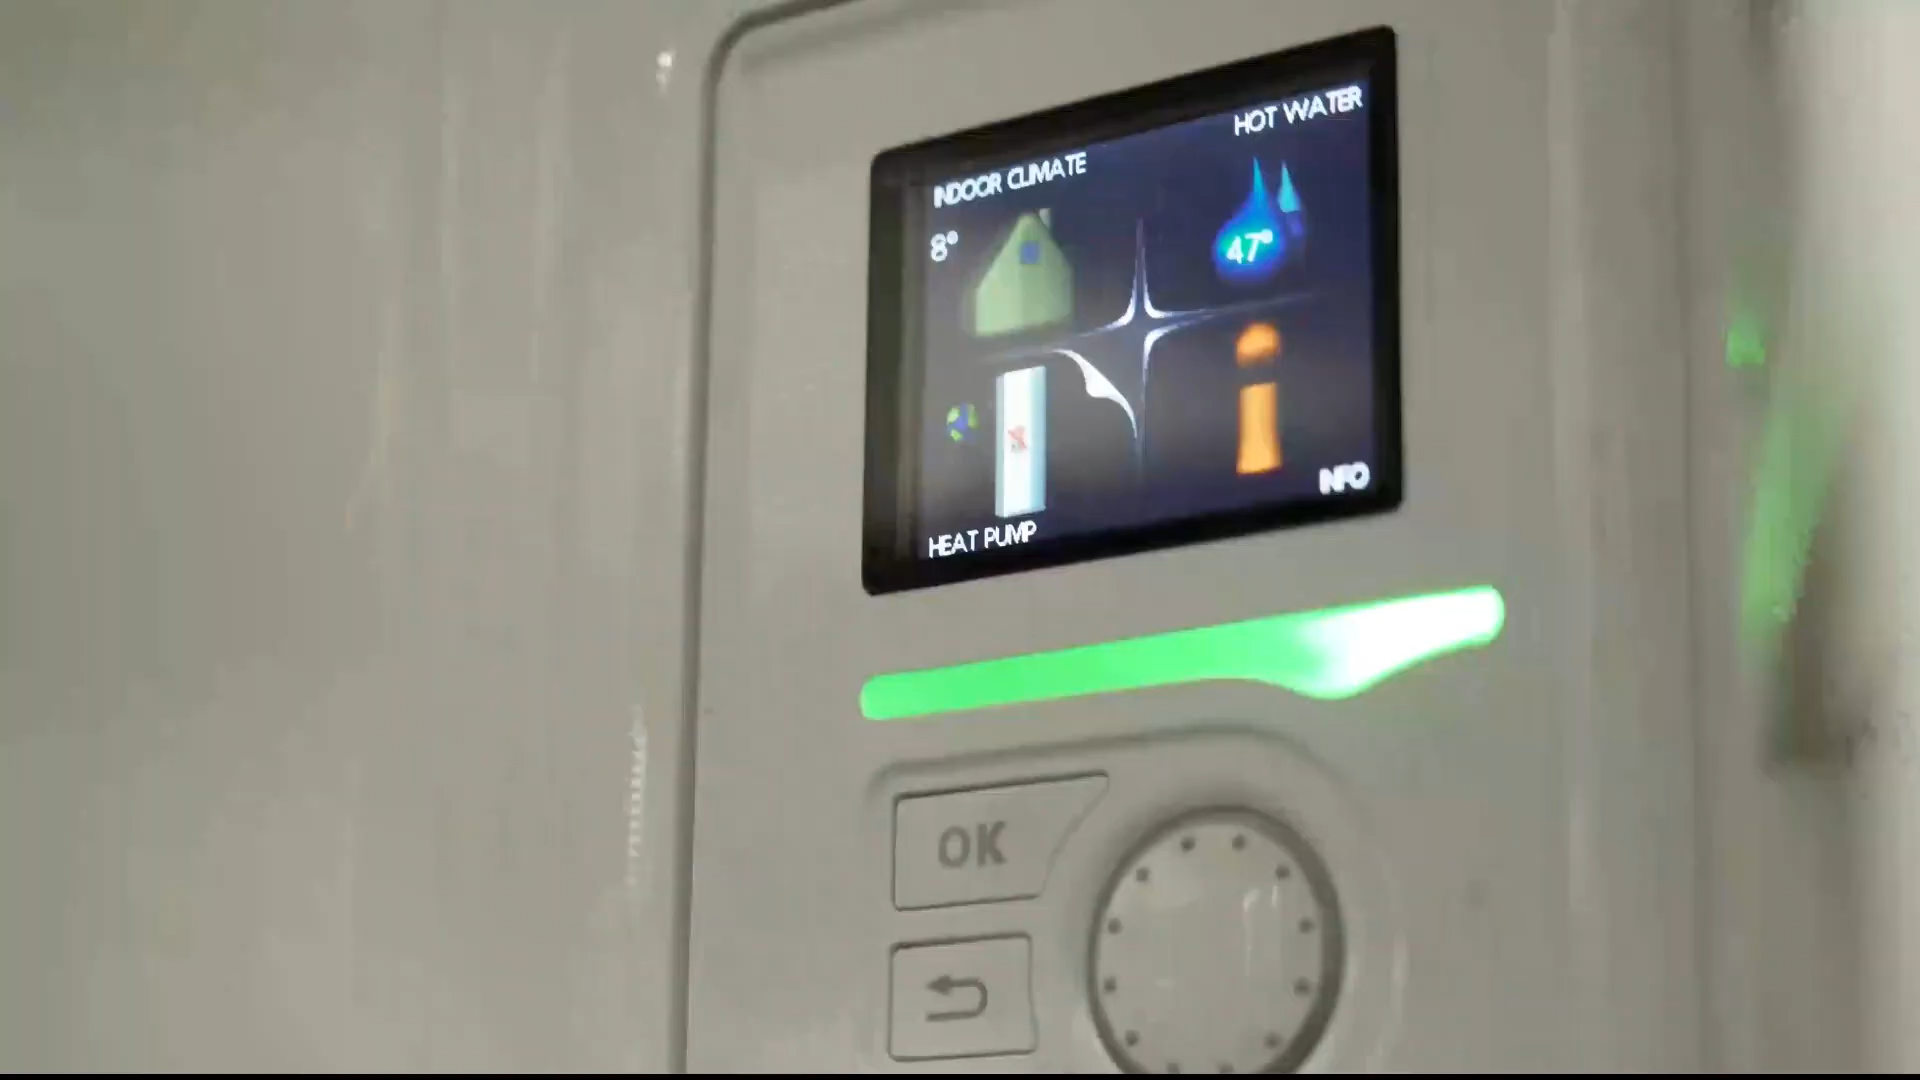 INDOOR CLIMATE
HOT WATER
8°
47°
HEAT PUMP
INFO
OK